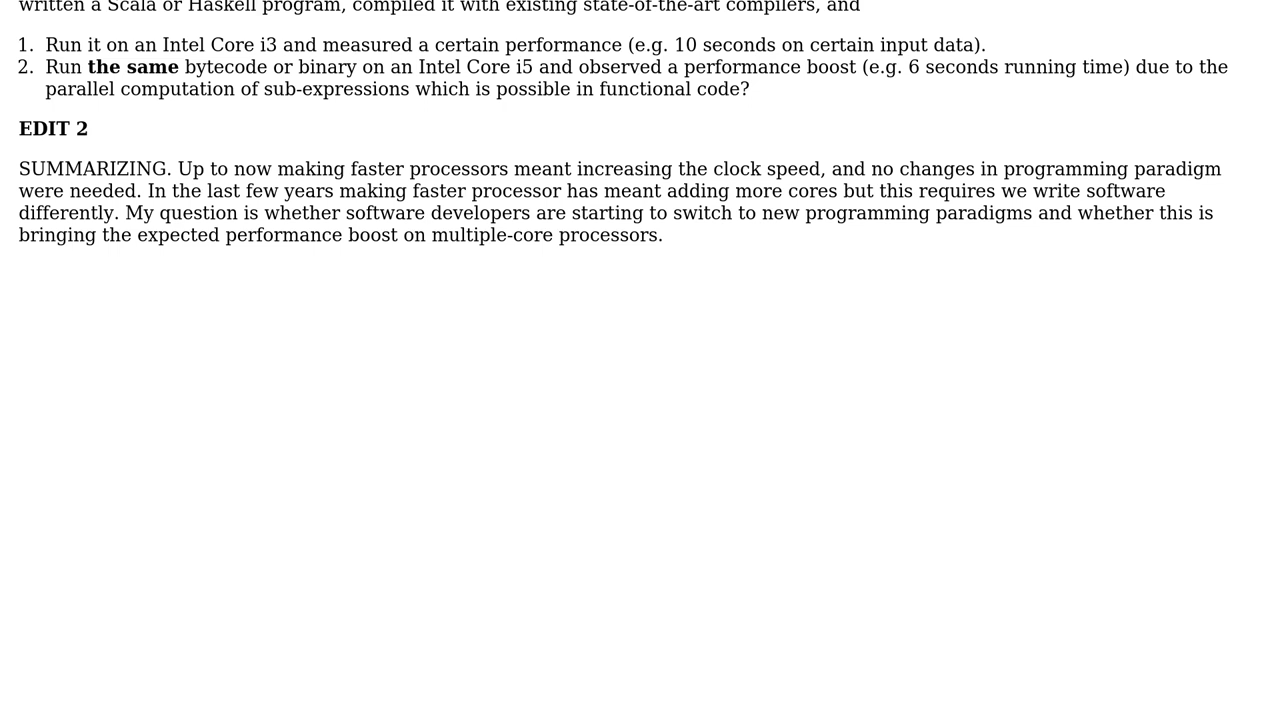 written a Scala or Haskell program, compiled it with existing state-of-the-art compilers, and
1. Run it on an Intel Core i3 and measured a certain performance (e.g. 10 seconds on certain input data).
2. Run the same bytecode or binary on an Intel Core i5 and observed a performance boost (e.g. 6 seconds running time) due to the
parallel computation of sub-expressions which is possible in functional code?
EDIT 2
SUMMARIZING. Up to now making faster processors meant increasing the clock speed, and no changes in programming paradigm
were needed. In the last few years making faster processor has meant adding more cores but this requires we write software
differently. My question is whether software developers are starting to switch to new programming paradigms and whether this is
bringing the expected performance boost on multiple-core processors.